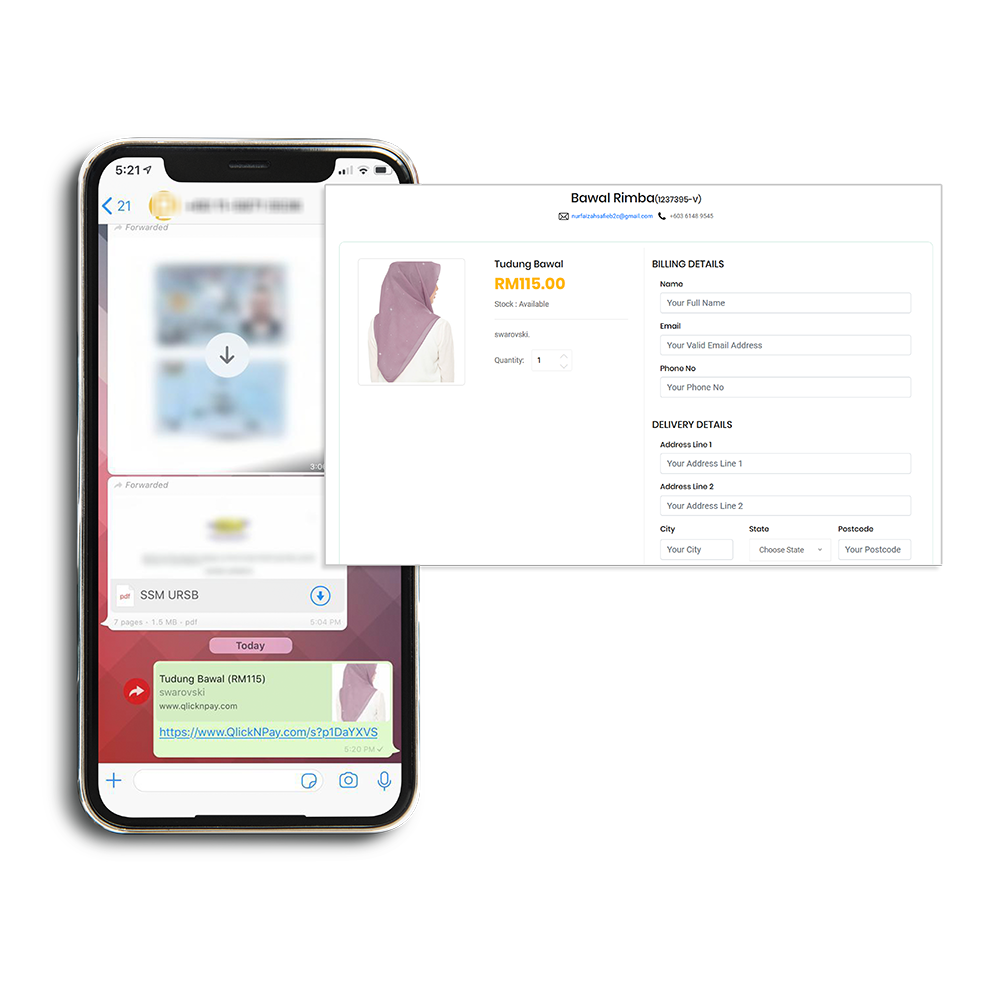 5:21
21
Forwarded
3:00
Forwarded
pdf
SSM URSB
7 pages • 1.5 MB • pdf
5:04 PM
Today
Tudung Bawal (RM115)
swarovski
www.qlicknpay.com
https://www.QlickNPay.com/s?p1DaYXVS
5:20 PM
Bawal Rimba(1237395-V)
nurfaizahsafieb2c@gmail.com +603 6148 9545
Tudung Bawal
RM115.00
Stock : Available
swarovski.
Quantity: 1
BILLING DETAILS
Name
Your Full Name
Email
Your Valid Email Address
Phone No
Your Phone No
DELIVERY DETAILS
Address Line 1
Your Address Line 1
Address Line 2
Your Address Line 2
City State Postcode
Your City Choose State Your Postcode